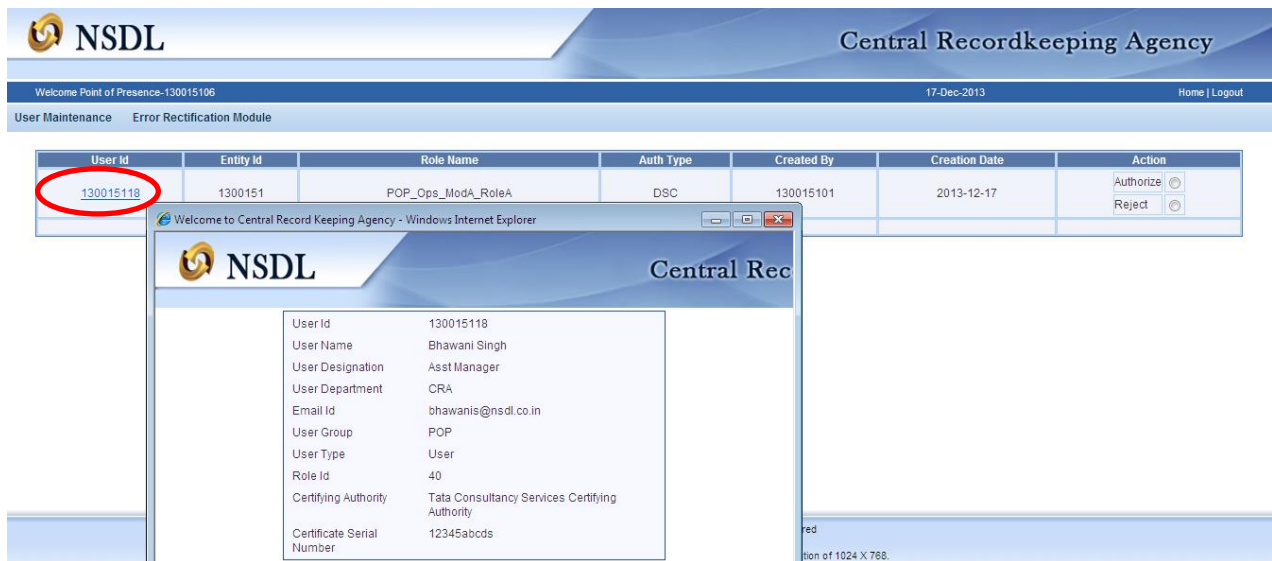 NSDL
Central Recordkeeping Agency
Welcome Point of Presence-130015106 17-Dec-2013 Home | Logout
User Maintenance Error Rectification Module
User Id Entity Id Role Name Auth Type Created By Creation Date Action
130015118 1300151 POP_Ops_ModA_RoleA DSC 130015101 2013-12-17 Authorize
Reject
Welcome to Central Record Keeping Agency - Windows Internet Explorer
NSDL
Central Rec
User Id 130015118
User Name Bhawani Singh
User Designation Asst Manager
User Department CRA
Email Id bhawanis@nsdl.co.in
User Group POP
User Type User
Role Id 40
Certifying Authority Tata Consultancy Services Certifying
Authority
Certificate Serial 12345abcds
Number
red
tion of 1024 X 768.